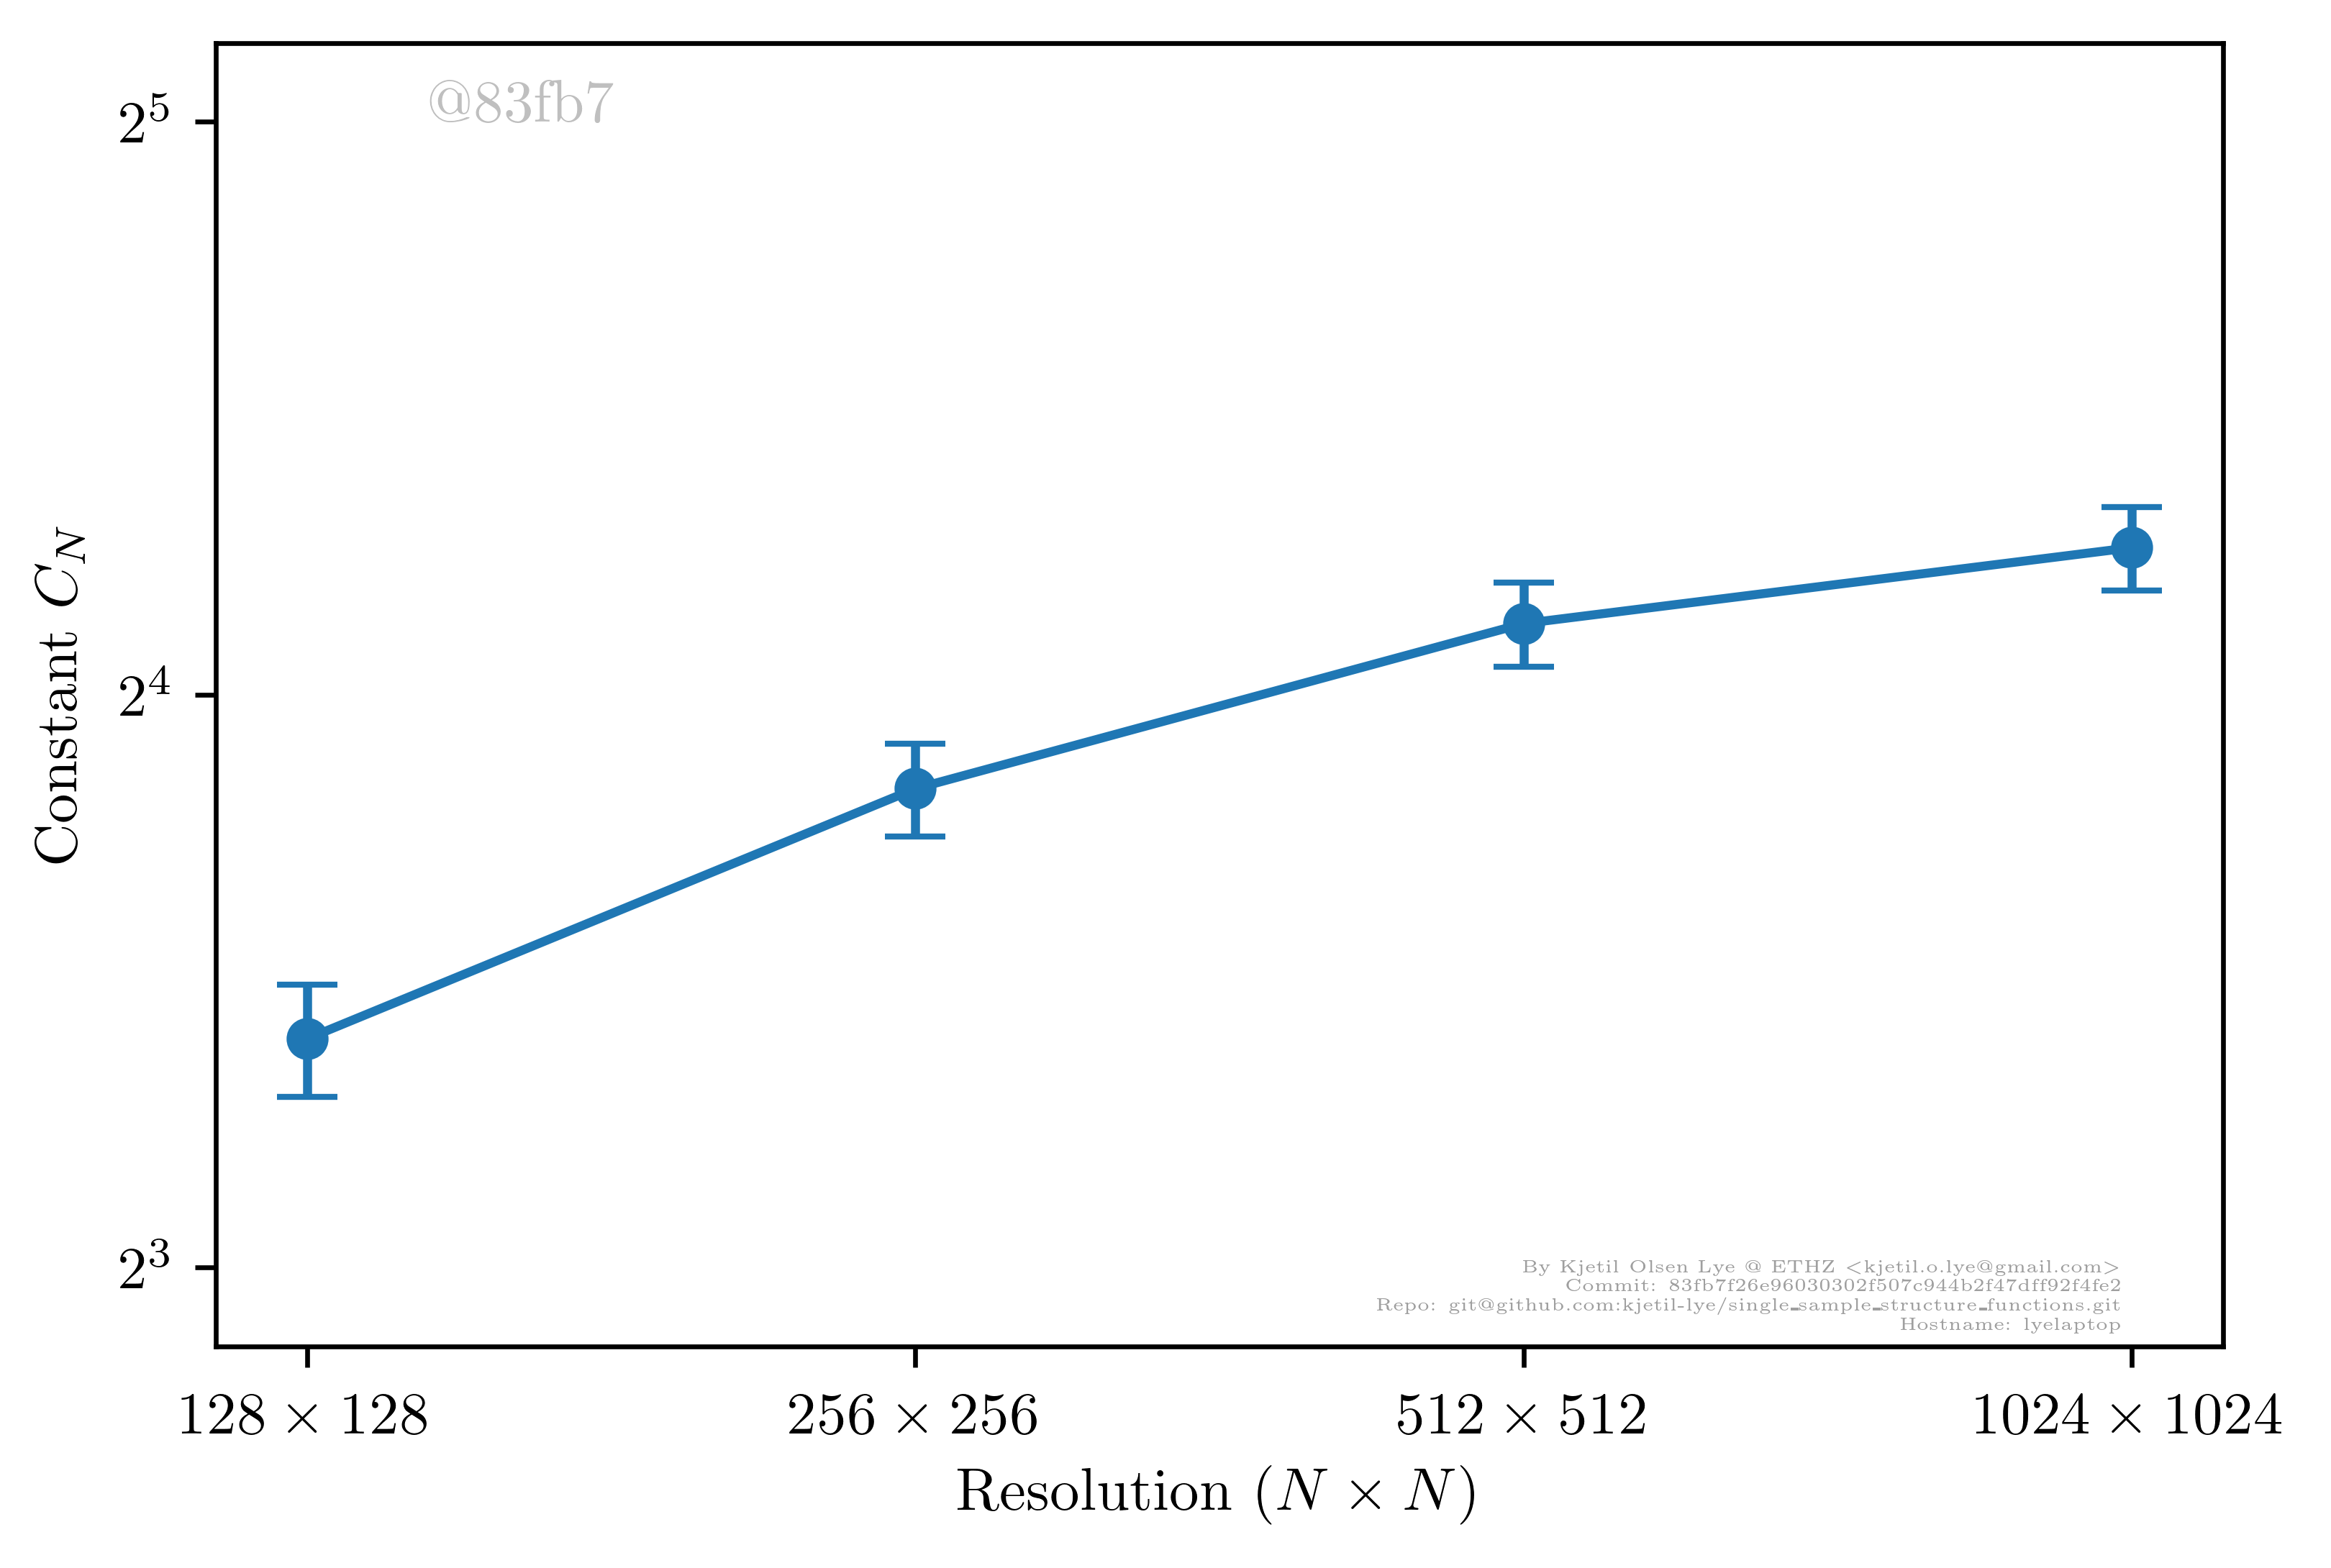 @83fb7
2^5
2^4
2^3
Constant C_N
By Kjetil Olsen Lye @ ETHZ <kjetil.o.lye@gmail.com>
Commit: 83fb7f26e96030302f507c944b2f47dff92f4fe2
Repo: git@github.com:kjetil-lye/single_sample_structure_functions.git
Hostname: lyelaptop
128 × 128
256 × 256
512 × 512
1024 × 1024
Resolution (N × N)